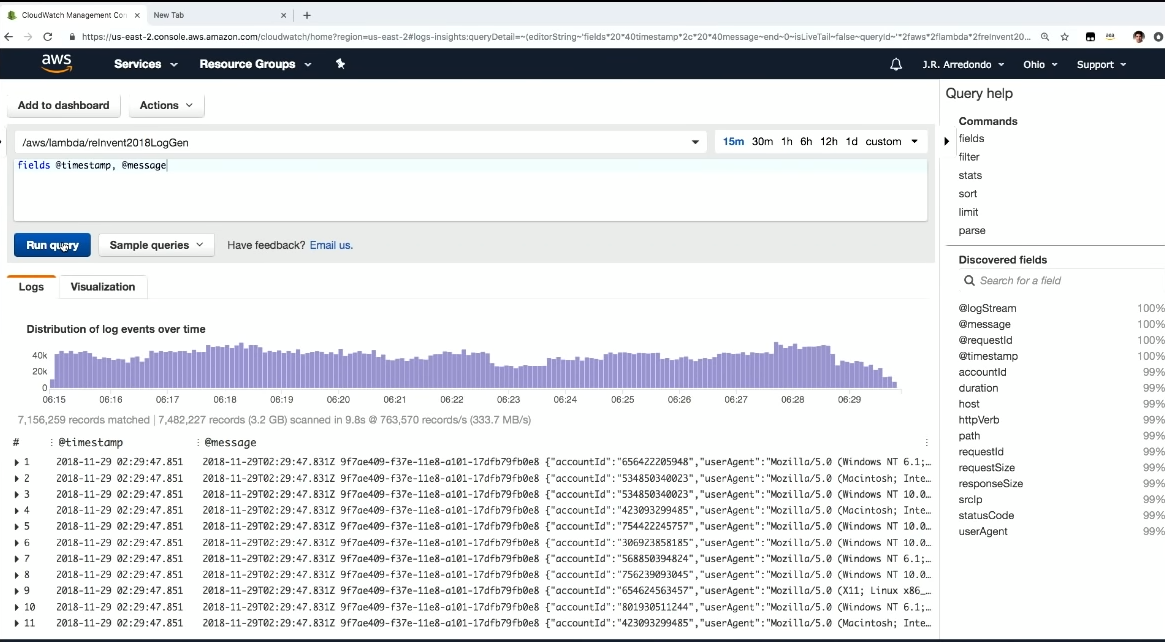 CloudWatch Management Con
New Tab
https://us-east-2.console.aws.amazon.com/cloudwatch/home?region=us-east-2#logs-insights:queryDetail=~(editorString~'fields*20*40timestamp*2c*20*40message~end~0~isLiveTail~false~queryId~'*2faws*2flambda*2freInvent20...
aws Services Resource Groups J.R. Arredondo Ohio Support
Add to dashboard Actions
Query help
/aws/lambda/reInvent2018LogGen 15m 30m 1h 6h 12h 1d custom
fields @timestamp, @message
Commands
fields
filter
stats
sort
limit
parse
Run query Sample queries Have feedback? Email us.
Logs Visualization
Discovered fields
Search for a field
@logStream 100%
@message 100%
@requestId 100%
@timestamp 100%
accountId 99%
duration 99%
host 99%
httpVerb 99%
path 99%
requestId 99%
requestSize 99%
responseSize 99%
srcIp 99%
statusCode 99%
userAgent 99%
Distribution of log events over time
40k
20k
0
06:15 06:16 06:17 06:18 06:19 06:20 06:21 06:22 06:23 06:24 06:25 06:26 06:27 06:28 06:29
7,156,259 records matched | 7,482,227 records (3.2 GB) scanned in 9.8s @ 763,570 records/s (333.7 MB/s)
# @timestamp @message
1 2018-11-29 02:29:47.851 2018-11-29T02:29:47.831Z 9f7ae409-f37e-11e8-a101-17dfb79fb0e8 {"accountId":"656422205948","userAgent":"Mozilla/5.0 (Windows NT 6.1;…
2 2018-11-29 02:29:47.851 2018-11-29T02:29:47.831Z 9f7ae409-f37e-11e8-a101-17dfb79fb0e8 {"accountId":"534850340023","userAgent":"Mozilla/5.0 (Macintosh; Inte…
3 2018-11-29 02:29:47.851 2018-11-29T02:29:47.831Z 9f7ae409-f37e-11e8-a101-17dfb79fb0e8 {"accountId":"534850340023","userAgent":"Mozilla/5.0 (Windows NT 10.0…
4 2018-11-29 02:29:47.851 2018-11-29T02:29:47.831Z 9f7ae409-f37e-11e8-a101-17dfb79fb0e8 {"accountId":"423093299485","userAgent":"Mozilla/5.0 (Macintosh; Inte…
5 2018-11-29 02:29:47.851 2018-11-29T02:29:47.831Z 9f7ae409-f37e-11e8-a101-17dfb79fb0e8 {"accountId":"754422245757","userAgent":"Mozilla/5.0 (Windows NT 10.0…
6 2018-11-29 02:29:47.851 2018-11-29T02:29:47.831Z 9f7ae409-f37e-11e8-a101-17dfb79fb0e8 {"accountId":"306923858185","userAgent":"Mozilla/5.0 (Windows NT 10.0…
7 2018-11-29 02:29:47.851 2018-11-29T02:29:47.831Z 9f7ae409-f37e-11e8-a101-17dfb79fb0e8 {"accountId":"568850394824","userAgent":"Mozilla/5.0 (Windows NT 6.1;…
8 2018-11-29 02:29:47.851 2018-11-29T02:29:47.831Z 9f7ae409-f37e-11e8-a101-17dfb79fb0e8 {"accountId":"756239093045","userAgent":"Mozilla/5.0 (Windows NT 10.0…
9 2018-11-29 02:29:47.851 2018-11-29T02:29:47.831Z 9f7ae409-f37e-11e8-a101-17dfb79fb0e8 {"accountId":"654624563457","userAgent":"Mozilla/5.0 (X11; Linux x86_…
10 2018-11-29 02:29:47.851 2018-11-29T02:29:47.831Z 9f7ae409-f37e-11e8-a101-17dfb79fb0e8 {"accountId":"801930511244","userAgent":"Mozilla/5.0 (Windows NT 6.1;…
11 2018-11-29 02:29:47.851 2018-11-29T02:29:47.831Z 9f7ae409-f37e-11e8-a101-17dfb79fb0e8 {"accountId":"423093299485","userAgent":"Mozilla/5.0 (Macintosh; Inte…